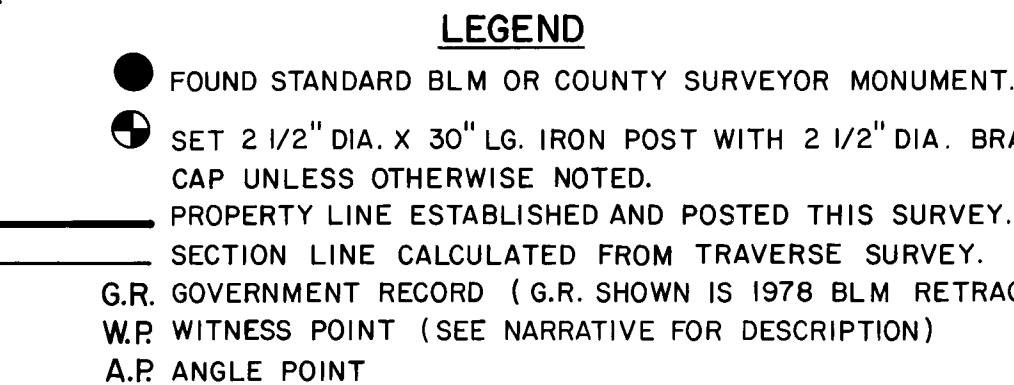 LEGEND
FOUND STANDARD BLM OR COUNTY SURVEYOR MONUMENT.
SET 2 1/2" DIA. X 30" LG. IRON POST WITH 2 1/2" DIA. BRA
CAP UNLESS OTHERWISE NOTED.
PROPERTY LINE ESTABLISHED AND POSTED THIS SURVEY.
SECTION LINE CALCULATED FROM TRAVERSE SURVEY.
G.R. GOVERNMENT RECORD (G.R. SHOWN IS 1978 BLM RETRAC
W.P. WITNESS POINT (SEE NARRATIVE FOR DESCRIPTION)
A.P. ANGLE POINT